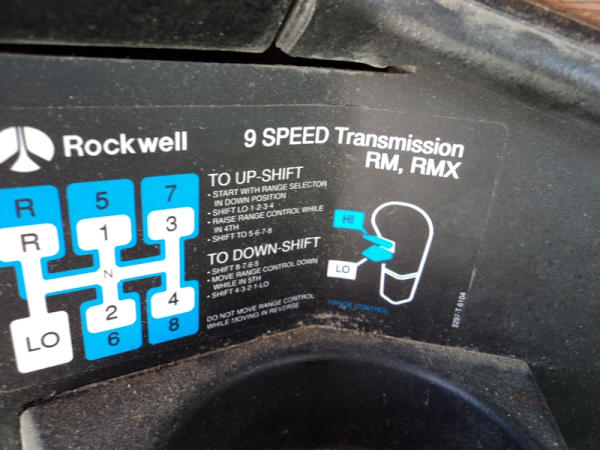 Rockwell
9 SPEED Transmission
RM, RMX
R 5 7
R 1 3
N
2 4
LO 6 8
TO UP-SHIFT
• START WITH RANGE SELECTOR
IN DOWN POSITION
• SHIFT LO-1-2-3-4
• RAISE RANGE CONTROL WHILE
IN 4TH
• SHIFT TO 5-6-7-8
TO DOWN-SHIFT
• SHIFT 8-7-6-5
• MOVE RANGE CONTROL DOWN
WHILE IN 5TH
• SHIFT 4-3-2-1-LO
DO NOT MOVE RANGE CONTROL
WHILE MOVING IN REVERSE
HI
LO
RANGE CONTROL